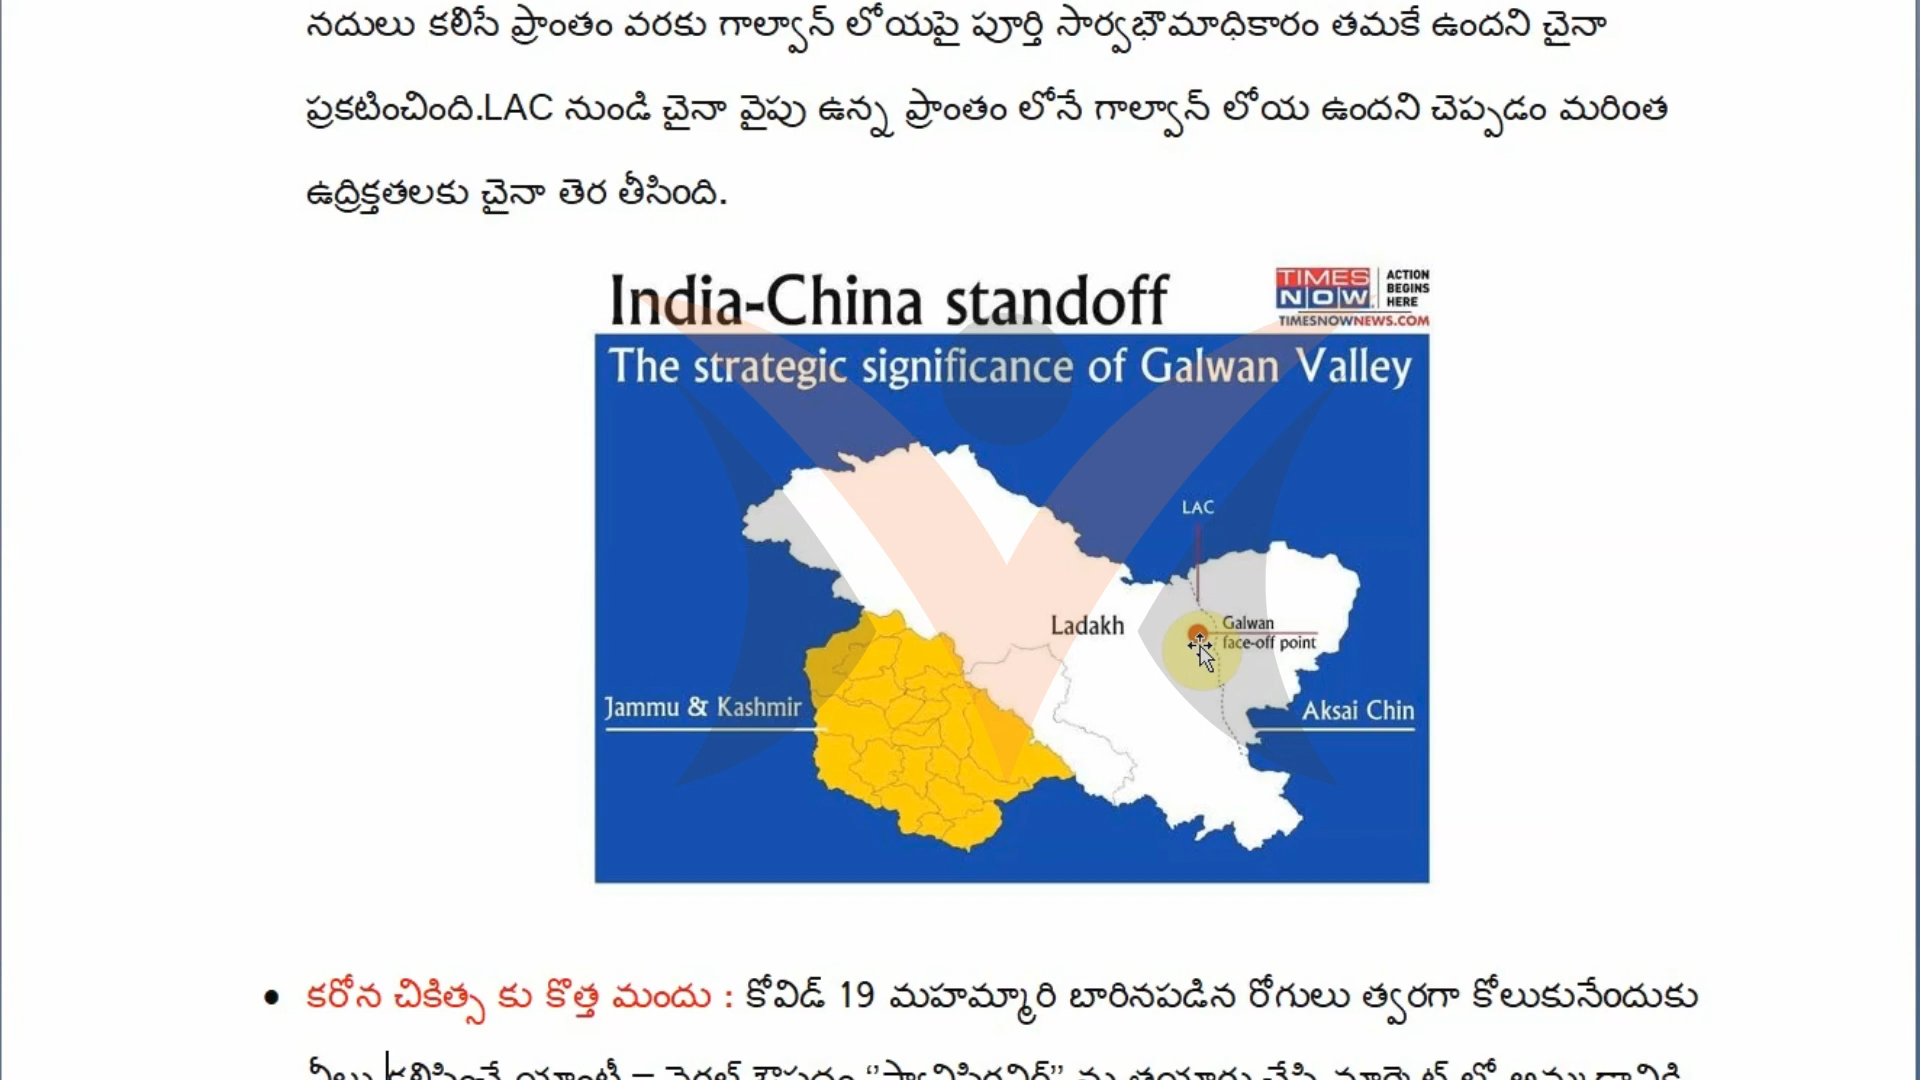 నదులు కలిసే ప్రాంతం వరకు గాల్వాన్ లోయపై పూర్తి సార్వభౌమాధికారం తమకే ఉందని చైనా
ప్రకటించింది.LAC నుండి చైనా వైపు ఉన్న ప్రాంతం లోనే గాల్వాన్ లోయ ఉందని చెప్పడం మరింత
ఉద్రిక్తతలకు చైనా తెర తీసింది.
India-China standoff
TIMES NOW
ACTION BEGINS HERE
TIMESNOWNEWS.COM
The strategic significance of Galwan Valley
LAC
Ladakh
Galwan
face-off point
Jammu & Kashmir
Aksai Chin
• కరోన చికిత్స కు కొత్త మందు : కోవిడ్ 19 మహమ్మారి బారినపడిన రోగులు త్వరగా కోలుకునేందుకు